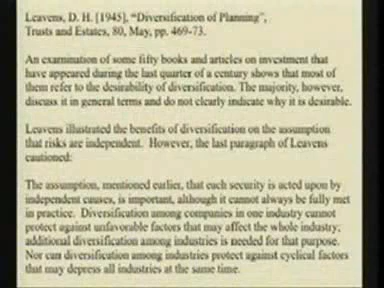 Leavens, D. H. [1945], “Diversification of Planning”,
Trusts and Estates, 80, May, pp. 469-73.
An examination of some fifty books and articles on investment that
have appeared during the last quarter of a century shows that most of
them refer to the desirability of diversification. The majority, however,
discuss it in general terms and do not clearly indicate why it is desirable.
Leavens illustrated the benefits of diversification on the assumption
that risks are independent. However, the last paragraph of Leavens
cautioned:
The assumption, mentioned earlier, that each security is acted upon by
independent causes, is important, although it cannot always be fully met
in practice. Diversification among companies in one industry cannot
protect against unfavorable factors that may affect the whole industry;
additional diversification among industries is needed for that purpose.
Nor can diversification among industries protect against cyclical factors
that may depress all industries at the same time.